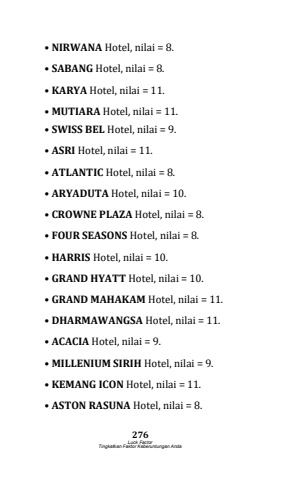 • NIRWANA Hotel, nilai = 8.
• SABANG Hotel, nilai = 8.
• KARYA Hotel, nilai = 11.
• MUTIARA Hotel, nilai = 11.
• SWISS BEL Hotel, nilai = 9.
• ASRI Hotel, nilai = 11.
• ATLANTIC Hotel, nilai = 8.
• ARYADUTA Hotel, nilai = 10.
• CROWNE PLAZA Hotel, nilai = 8.
• FOUR SEASONS Hotel, nilai = 8.
• HARRIS Hotel, nilai = 10.
• GRAND HYATT Hotel, nilai = 10.
• GRAND MAHAKAM Hotel, nilai = 11.
• DHARMAWANGSA Hotel, nilai = 11.
• ACACIA Hotel, nilai = 9.
• MILLENIUM SIRIH Hotel, nilai = 9.
• KEMANG ICON Hotel, nilai = 11.
• ASTON RASUNA Hotel, nilai = 8.
276
Luck Factor
Tingkatkan Faktor Keberuntungan Anda